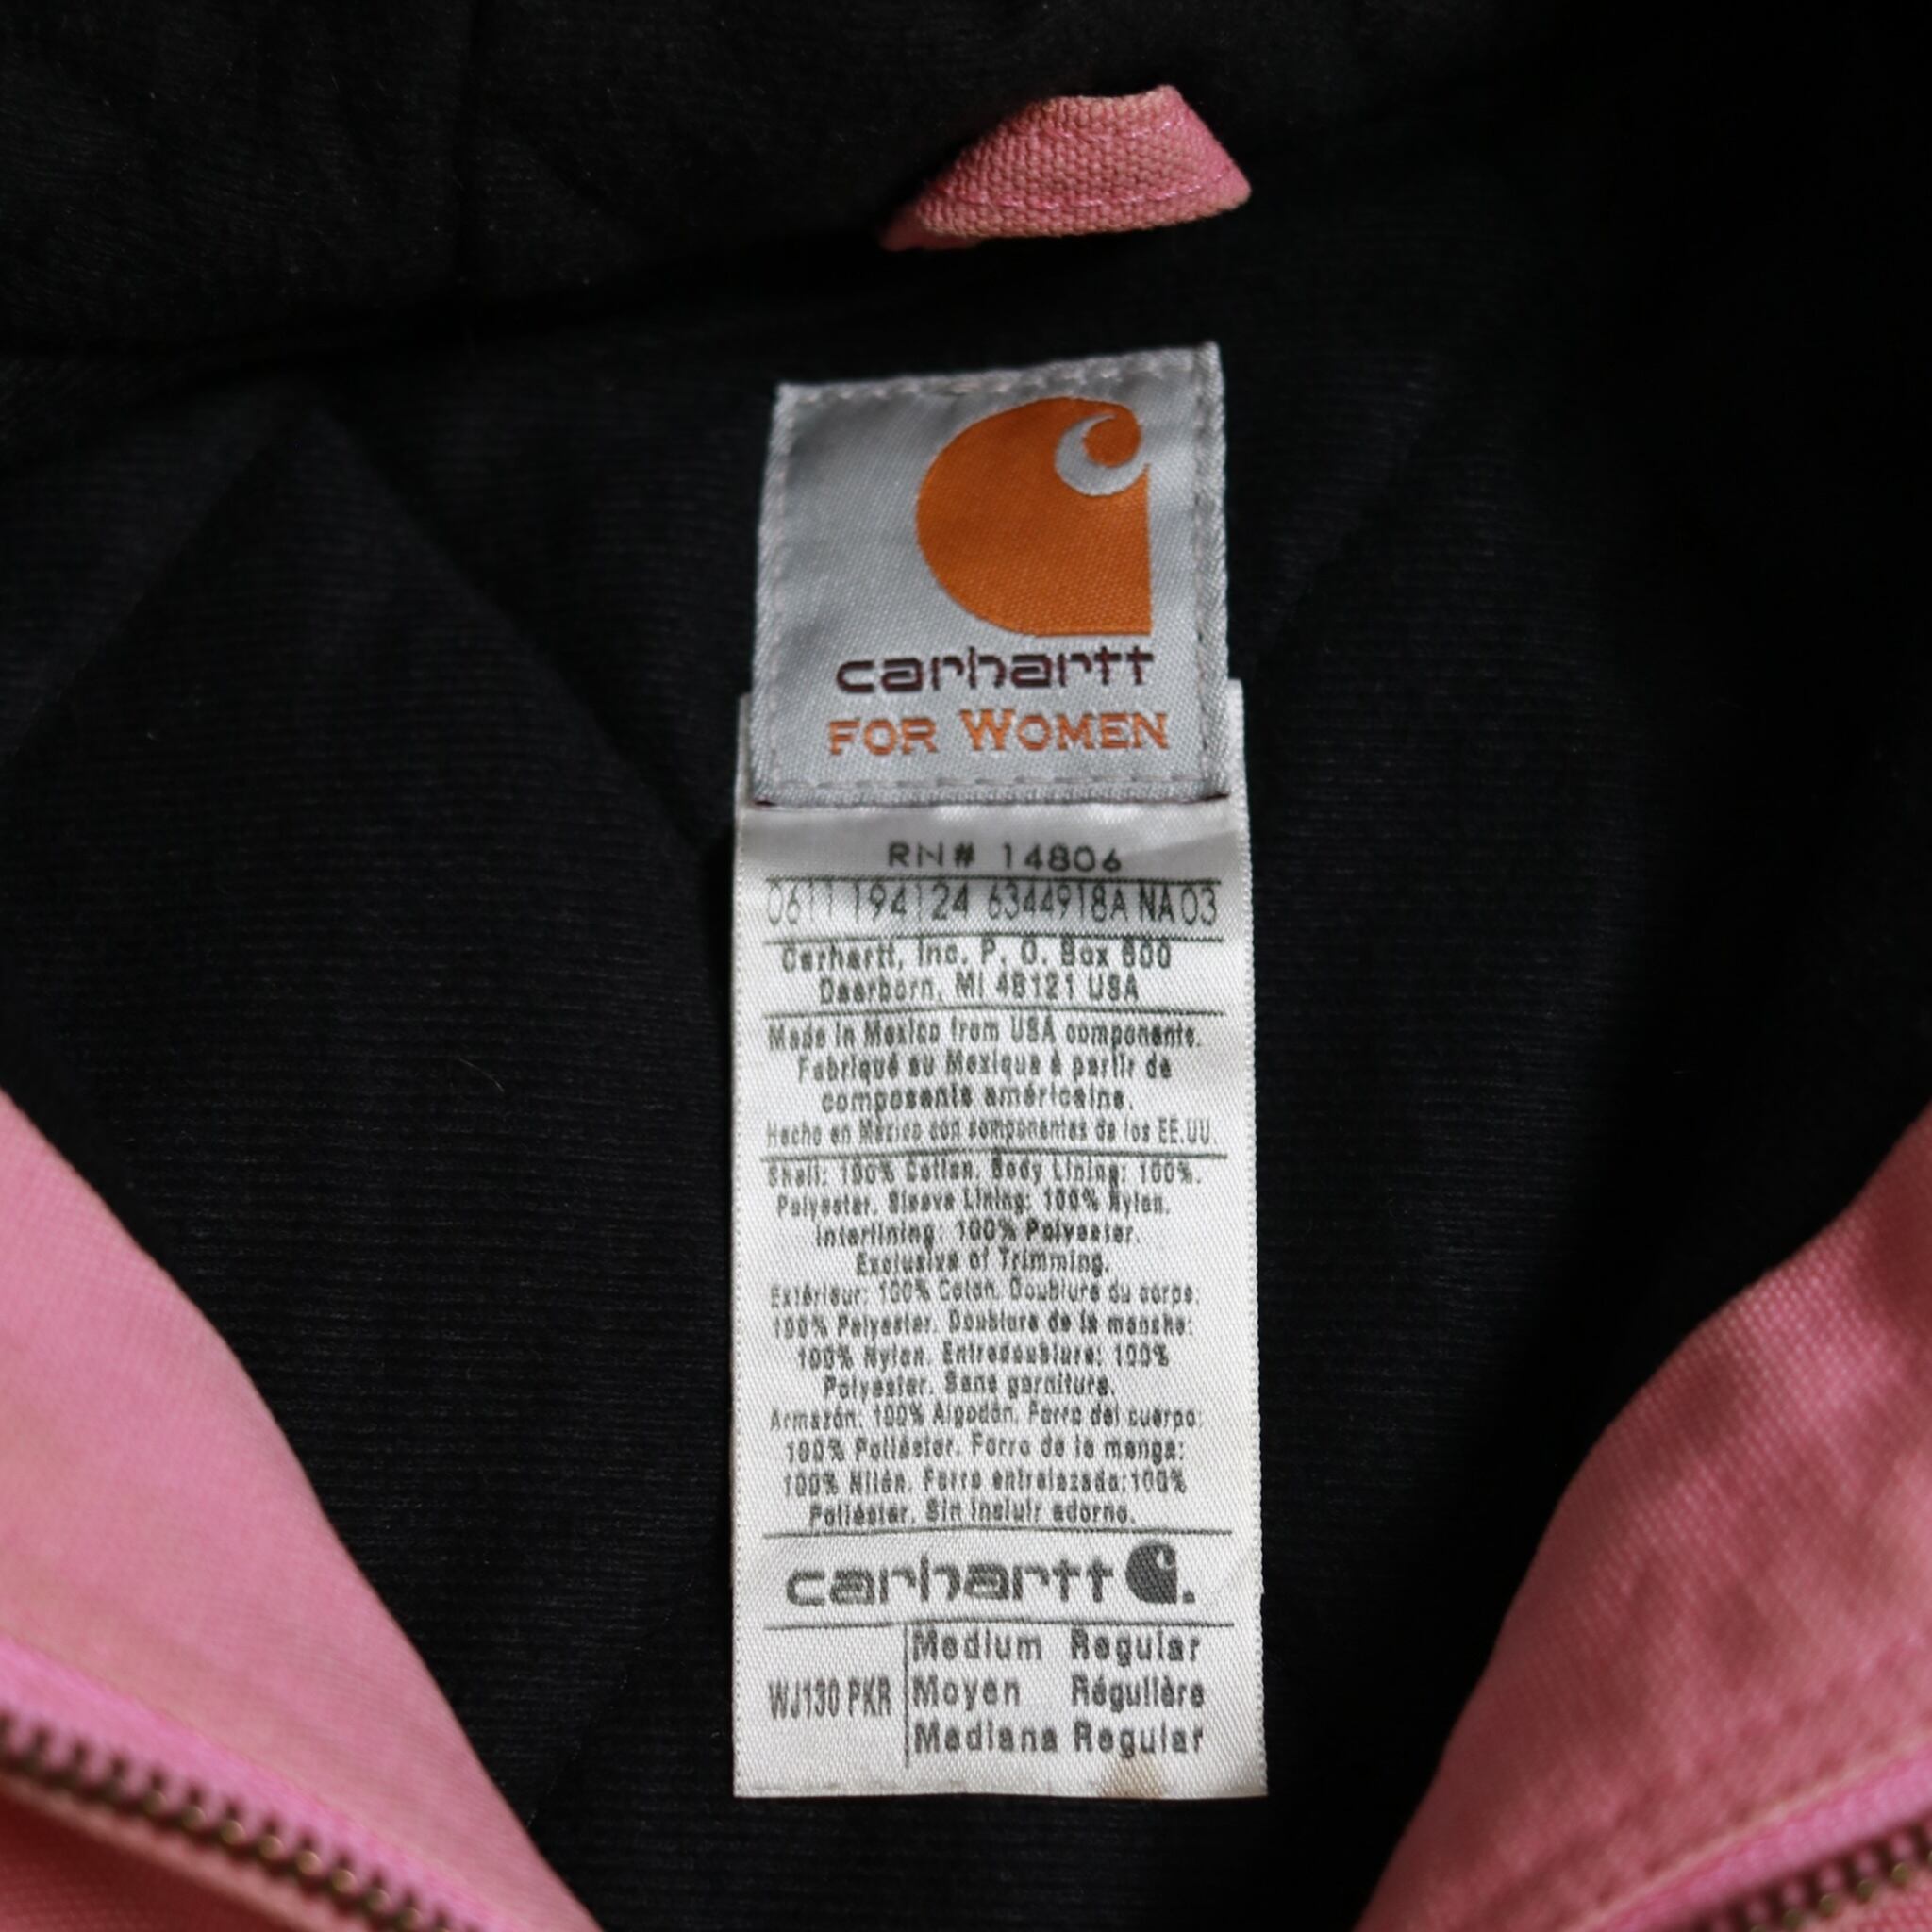 carhartt
FOR WOMEN
RN# 14806
0611 194124 6344918A NA 03
Carhartt, Inc. P. O. Box 600
Dearborn, MI 48121 USA
Made in Mexico from USA components.
Fabriqué au Mexique à partir de
composants américains.
Hecho en México con componentes de los EE.UU.
Shell: 100% Cotton. Body Lining: 100%.
Polyester. Sleeve Lining: 100% Nylon.
Interlining: 100% Polyester.
Exclusive of Trimming.
Extérieur: 100% Coton. Doublure du corps:
100% Polyester. Doublure de la manche:
100% Nylon. Entredoublure: 100%
Polyester. Sans garniture.
Armazón: 100% Algodón. Forro del cuerpo:
100% Poliéster. Forro de la manga:
100% Nilón. Forro entrelazado:100%
Poliéster. Sin incluir adorno.
carhartt
WJ130 PKR
Medium Regular
Moyen Régulière
Mediana Regular